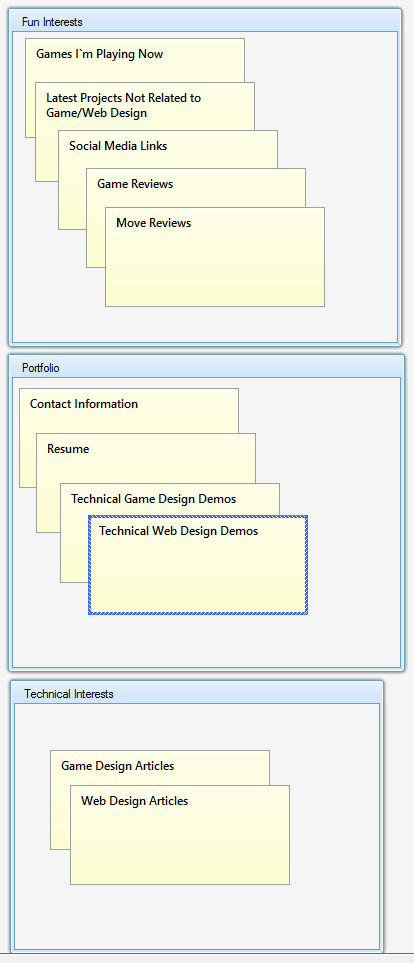 Fun Interests
Games I`m Playing Now
Latest Projects Not Related to
Game/Web Design
Social Media Links
Game Reviews
Move Reviews
Portfolio
Contact Information
Resume
Technical Game Design Demos
Technical Web Design Demos
Technical Interests
Game Design Articles
Web Design Articles